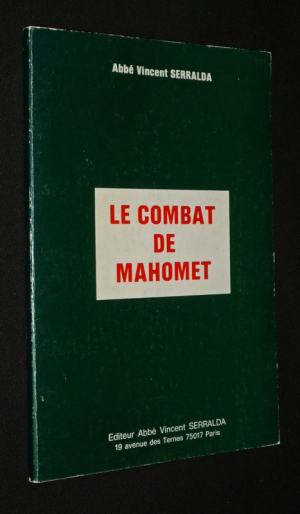 Abbé Vincent SERRALDA
LE COMBAT
DE
MAHOMET
Editeur Abbé Vincent SERRALDA
19 avenue des Ternes 75017 Paris